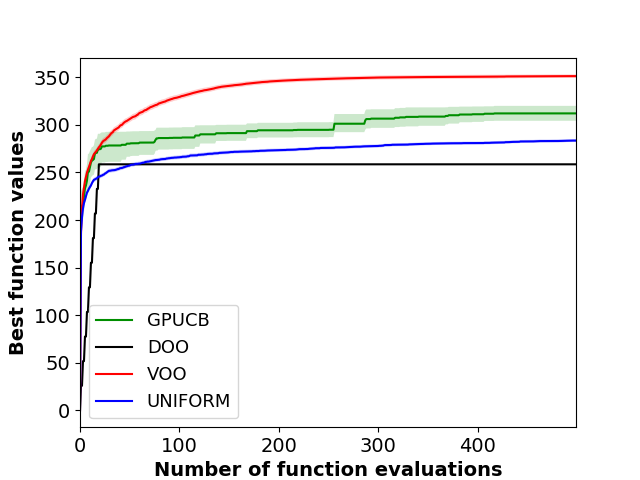 350
300
250
200
150
100
50
0
Best function values
GPUCB
DOO
VOO
UNIFORM
0 100 200 300 400
Number of function evaluations